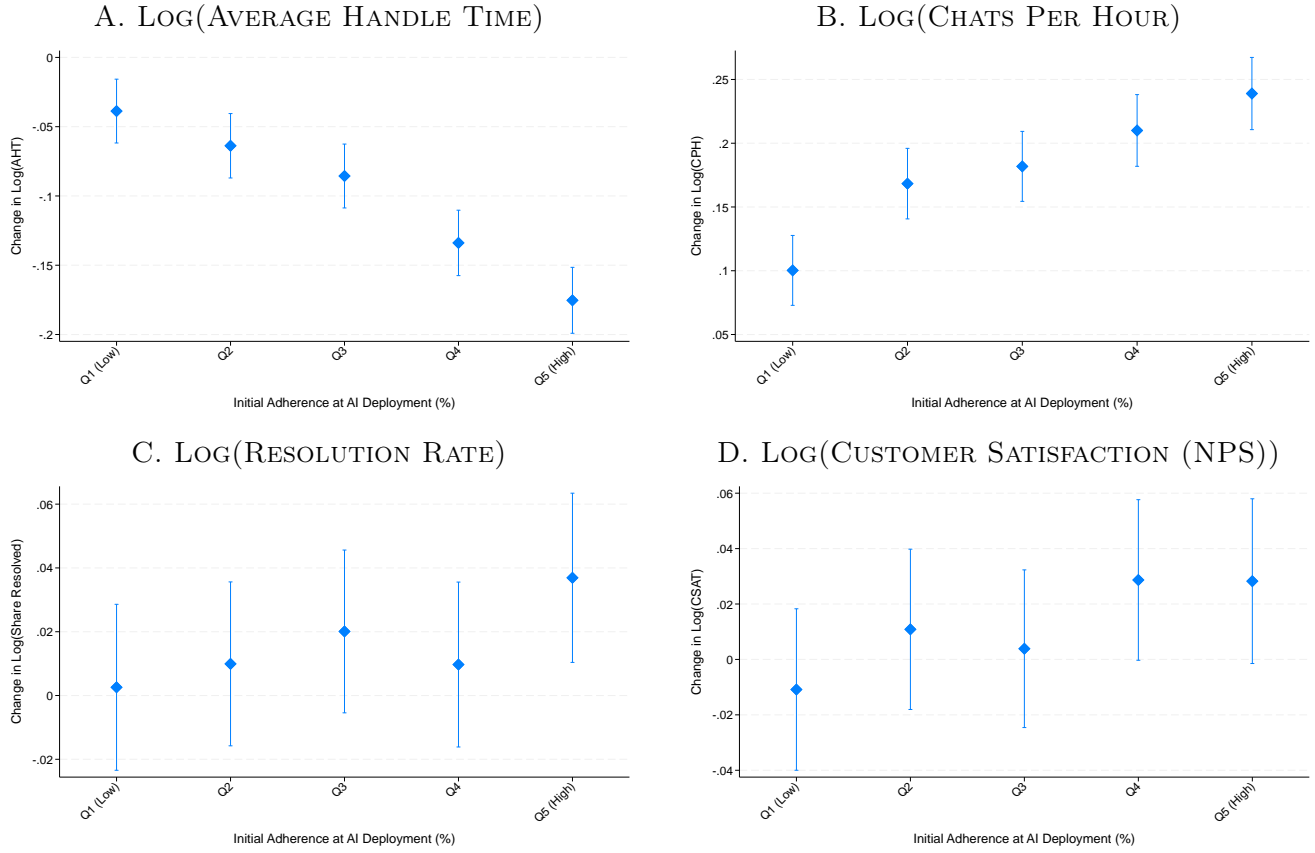 A. LOG(AVERAGE HANDLE TIME)
Change in Log(AHT)
0
-.05
-.1
-.15
-.2
Q1 (Low)
Q2
Q3
Q4
Q5 (High)
Initial Adherence at AI Deployment (%)
B. LOG(CHATS PER HOUR)
Change in Log(CPH)
.25
.2
.15
.1
.05
Q1 (Low)
Q2
Q3
Q4
Q5 (High)
Initial Adherence at AI Deployment (%)
C. LOG(RESOLUTION RATE)
Change in Log(Share Resolved)
.06
.04
.02
0
-.02
Q1 (Low)
Q2
Q3
Q4
Q5 (High)
Initial Adherence at AI Deployment (%)
D. LOG(CUSTOMER SATISFACTION (NPS))
Change in Log(CSAT)
.06
.04
.02
0
-.02
-.04
Q1 (Low)
Q2
Q3
Q4
Q5 (High)
Initial Adherence at AI Deployment (%)